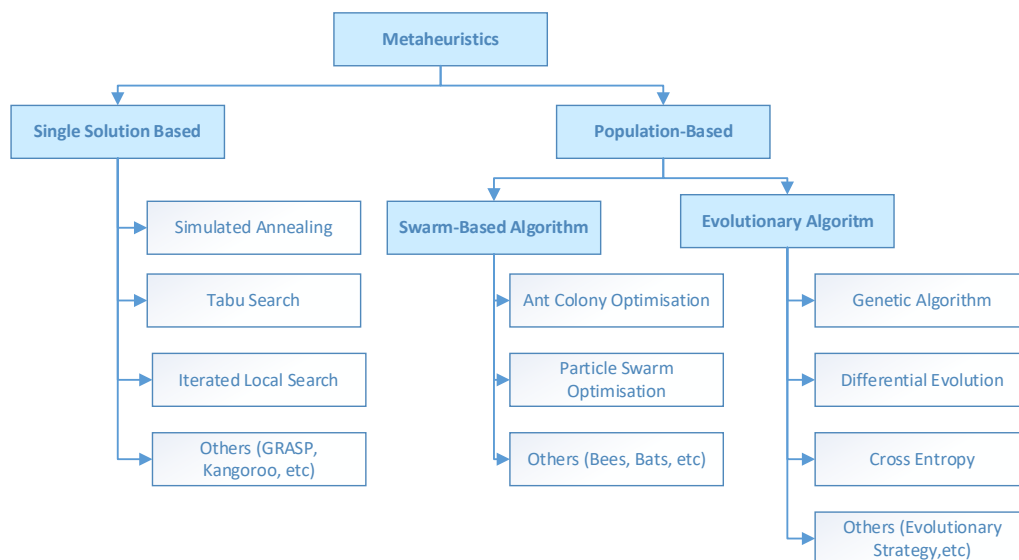 Metaheuristics
Single Solution Based
Population-Based
Swarm-Based Algorithm
Evolutionary Algoritm
Simulated Annealing
Tabu Search
Iterated Local Search
Others (GRASP,
Kangoroo, etc)
Ant Colony Optimisation
Particle Swarm
Optimisation
Others (Bees, Bats, etc)
Genetic Algorithm
Differential Evolution
Cross Entropy
Others (Evolutionary
Strategy,etc)